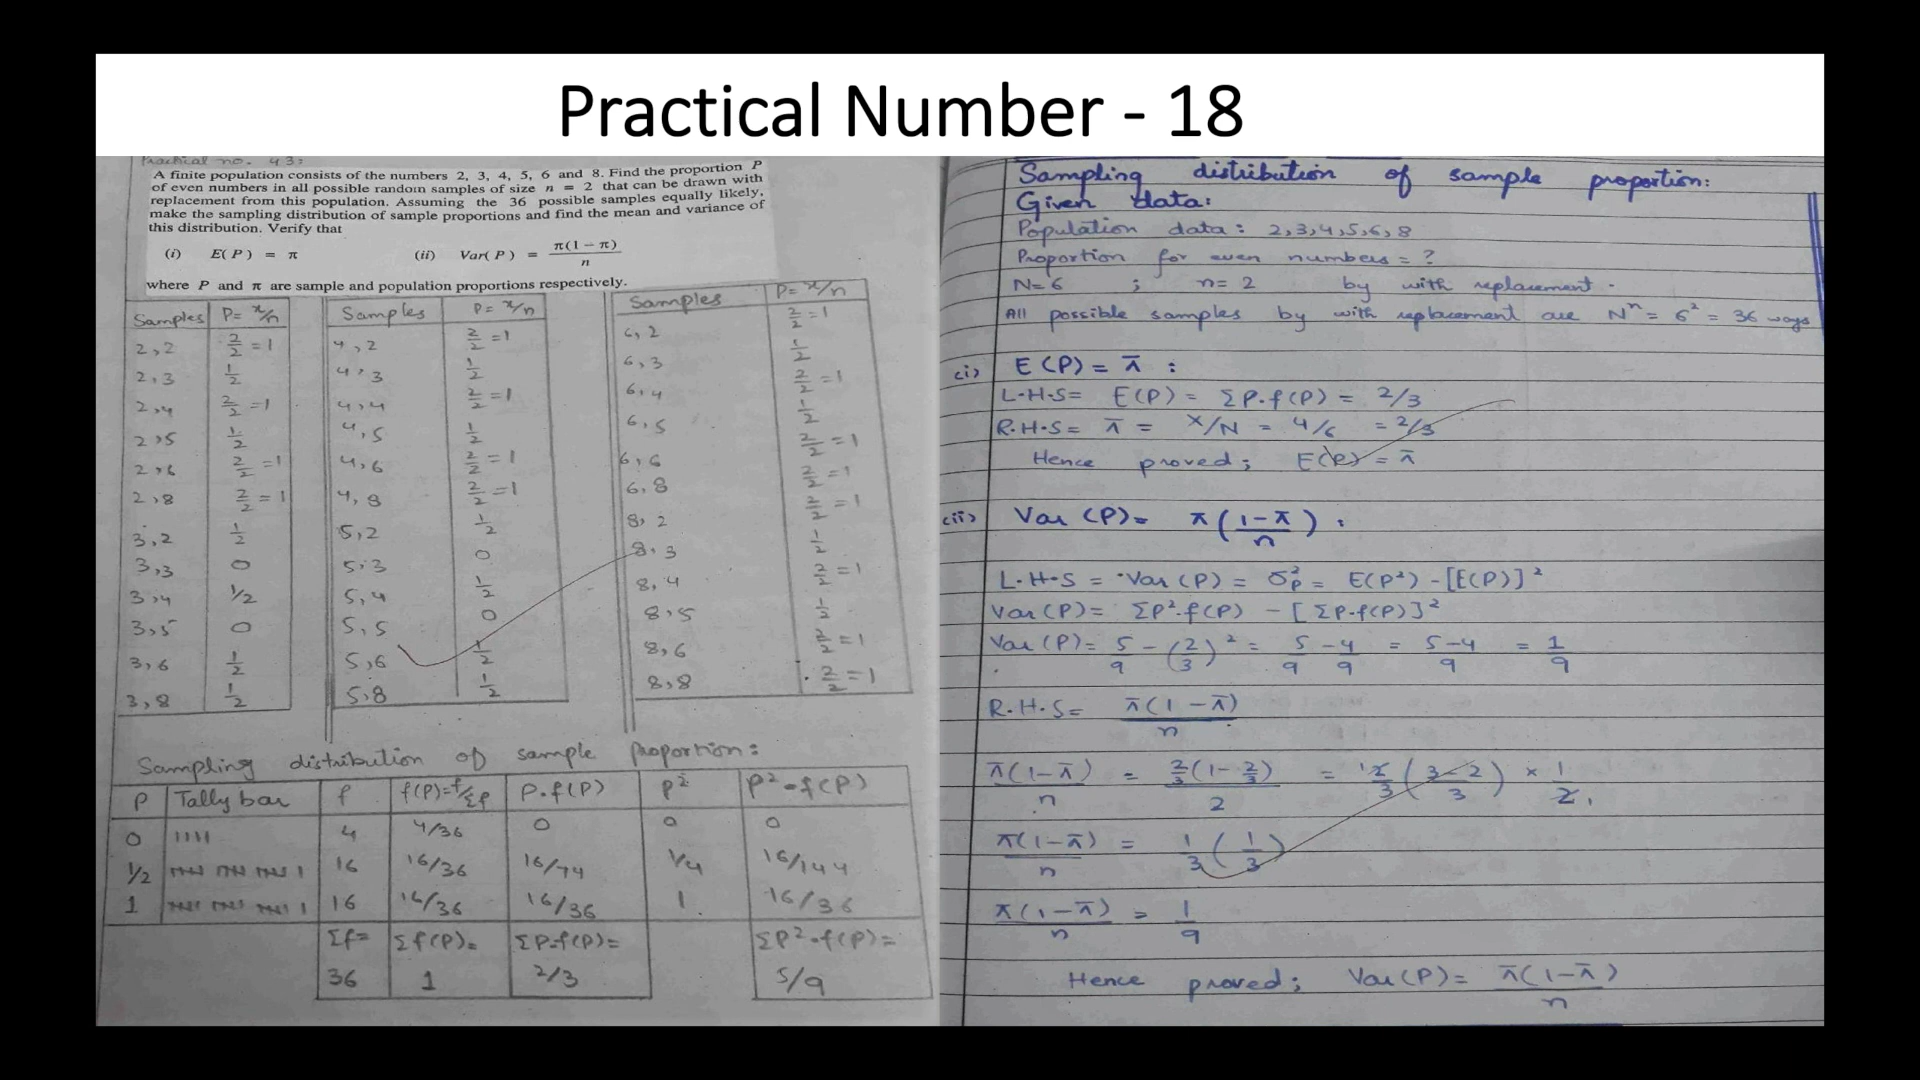 Practical Number - 18
Practical no. 43:
A finite population consists of the numbers 2, 3, 4, 5, 6 and 8. Find the proportion P
of even numbers in all possible random samples of size n = 2 that can be drawn with
replacement from this population. Assuming the 36 possible samples equally likely,
make the sampling distribution of sample proportions and find the mean and variance of
this distribution. Verify that
(i) E( P ) = π (ii) Var( P ) = π(1 − π)/n
where P and π are sample and population proportions respectively.
Samples | P= x/n | Samples | P= x/n | Samples | P= x/n
2,2 | 2/2 =1 | 4,2 | 2/2 =1 | 6,2 | 2/2 =1
2,3 | 1/2 | 4,3 | 1/2 | 6,3 | 1/2
2,4 | 2/2 =1 | 4,4 | 2/2 =1 | 6,4 | 2/2 =1
2,5 | 1/2 | 4,5 | 1/2 | 6,5 | 1/2
2,6 | 2/2 =1 | 4,6 | 2/2 =1 | 6,6 | 2/2 =1
2,8 | 2/2 =1 | 4,8 | 2/2 =1 | 6,8 | 2/2 =1
3,2 | 1/2 | 5,2 | 1/2 | 8,2 | 2/2 =1
3,3 | 0 | 5,3 | 0 | 8,3 | 1/2
3,4 | 1/2 | 5,4 | 1/2 | 8,4 | 2/2 =1
3,5 | 0 | 5,5 | 0 | 8,5 | 1/2
3,6 | 1/2 | 5,6 | 1/2 | 8,6 | 2/2 =1
3,8 | 1/2 | 5,8 | 1/2 | 8,8 | 2/2 =1
Sampling distribution of sample proportion:
P | Tally bar | f | f(P)=f/Σf | P.f(P) | P² | P².f(P)
0 | IIII | 4 | 4/36 | 0 | 0 | 0
1/2 | 16 | 16/36 | 16/74 | 1/4 | 16/144
1 | 16 | 16/36 | 16/36 | 1. | 16/36
Σf= | Σf(P)= | ΣP.f(P)= | ΣP².f(P)=
36 | 1 | 2/3 | 5/9
Sampling distribution of sample proportion:
Given data:
Population data: 2,3,4,5,6,8
Proportion for even numbers = ?
N=6 ; n=2 by with replacement.
All possible samples by with replacement are Nⁿ = 6² = 36 ways
(i) E(P) = π :
L.H.S= E(P) = ΣP.f(P) = 2/3
R.H.S= π = X/N = 4/6 = 2/3
Hence proved; E(P) = π
(ii) Var (P)= π(1-π/n) :
L.H.S = Var (P) = σ²p = E(P²) - [E(P)]²
Var (P)= ΣP².f(P) - [ΣP.f(P)]²
Var (P)= 5/9 - (2/3)² = 5/9 - 4/9 = 5-4/9 = 1/9
R.H.S= π(1-π)/n
π(1-π)/n = 2/3(1-2/3)/2 = 2/3 (3-2/3) × 1/2
π(1-π)/n = 1/3 (1/3)
π(1-π)/n = 1/9
Hence proved; Var (P)= π(1-π)/n